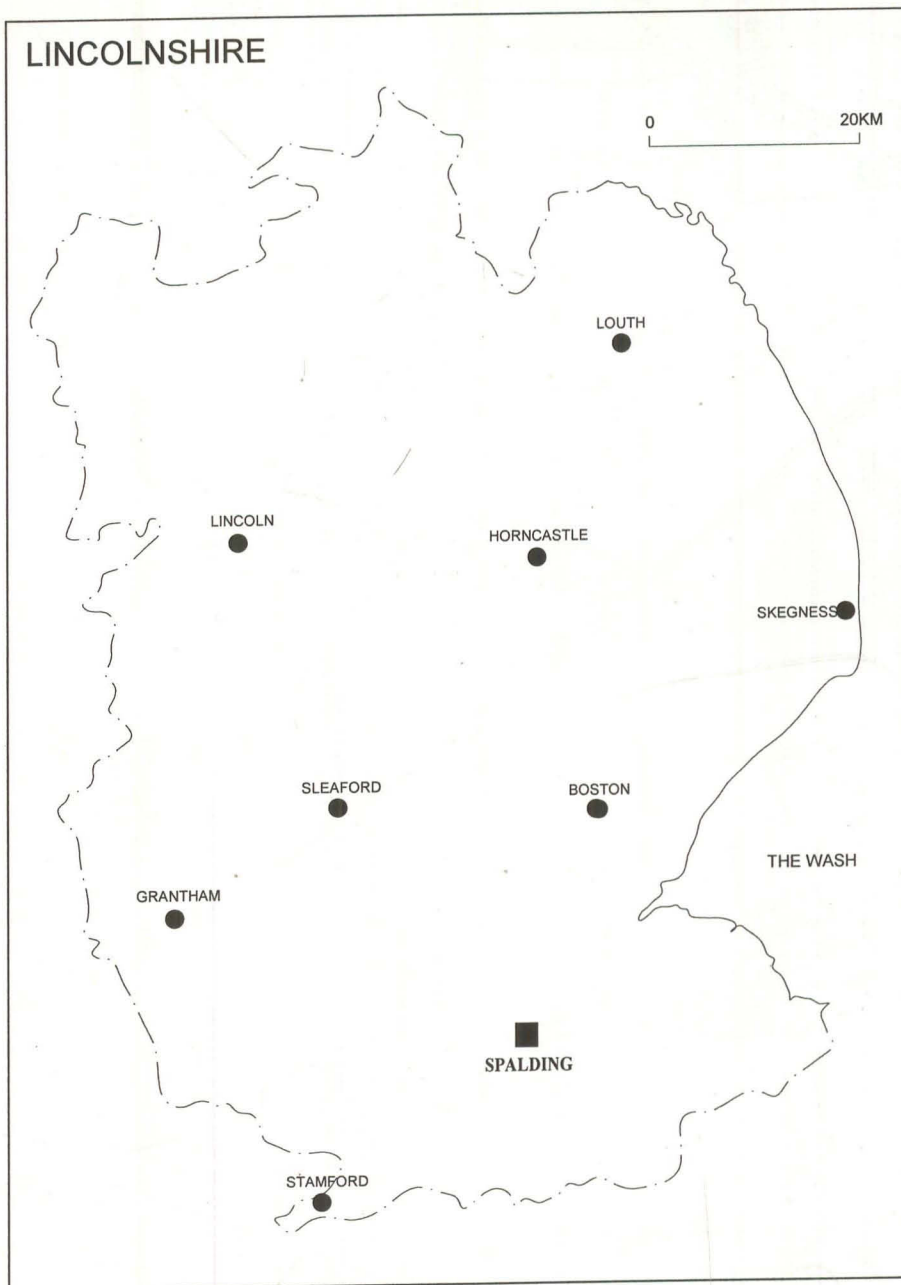 LINCOLNSHIRE
0 20KM
LOUTH
LINCOLN
HORNCASTLE
SKEGNESS
SLEAFORD
BOSTON
THE WASH
GRANTHAM
SPALDING
STAMFORD